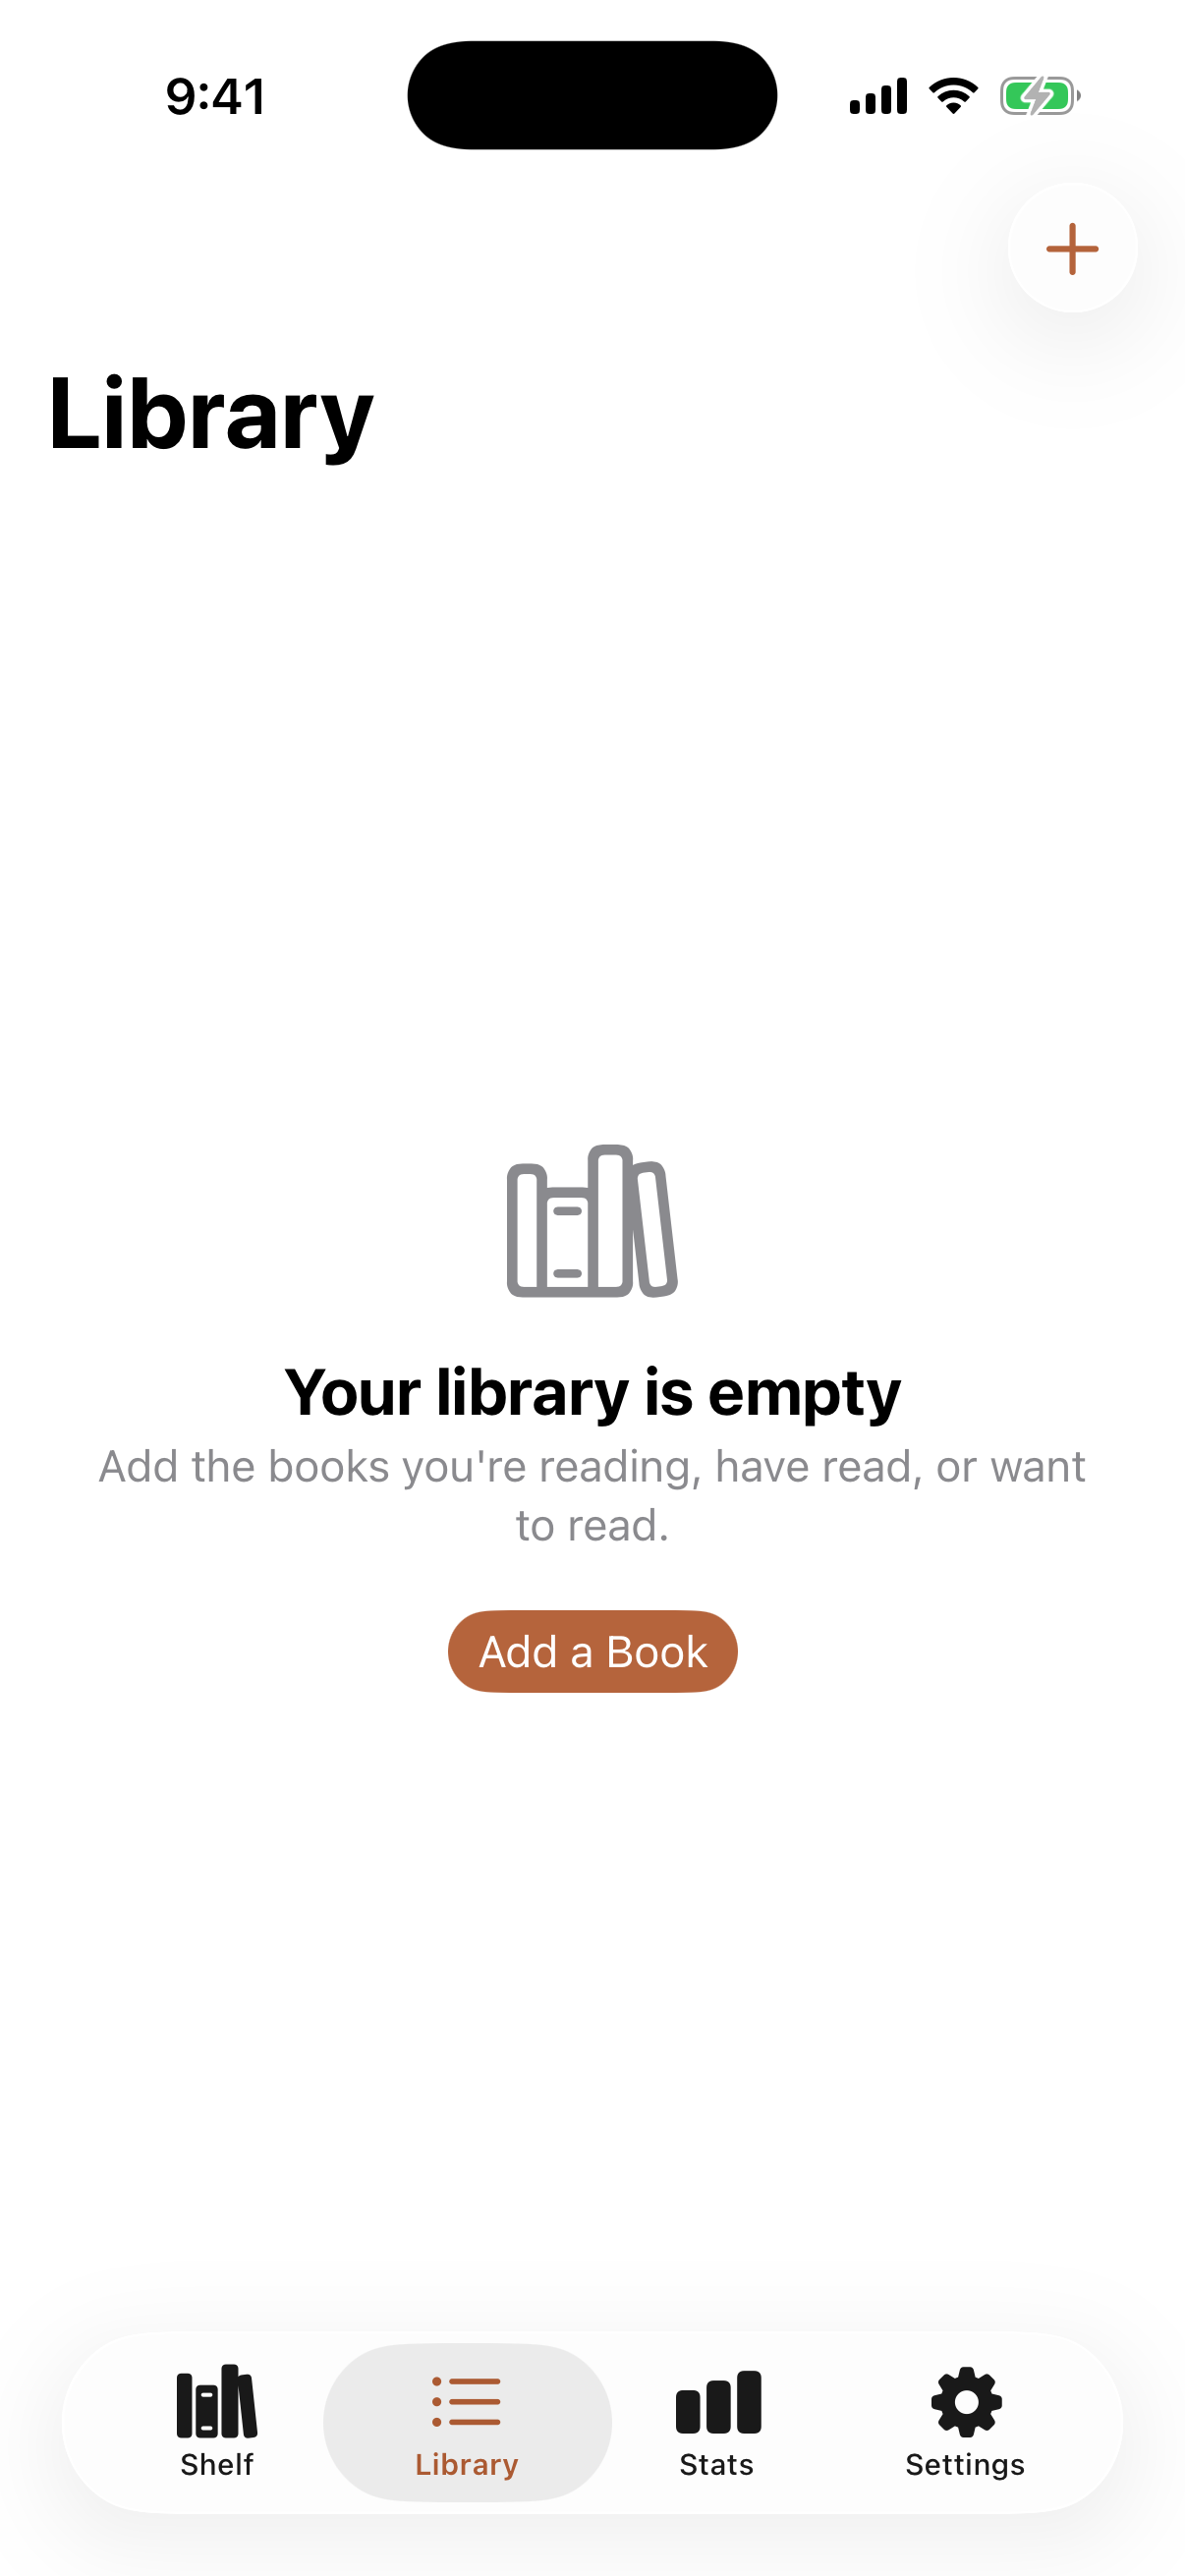 9:41
Library
Your library is empty
Add the books you're reading, have read, or want
to read.
Add a Book
Shelf
Library
Stats
Settings